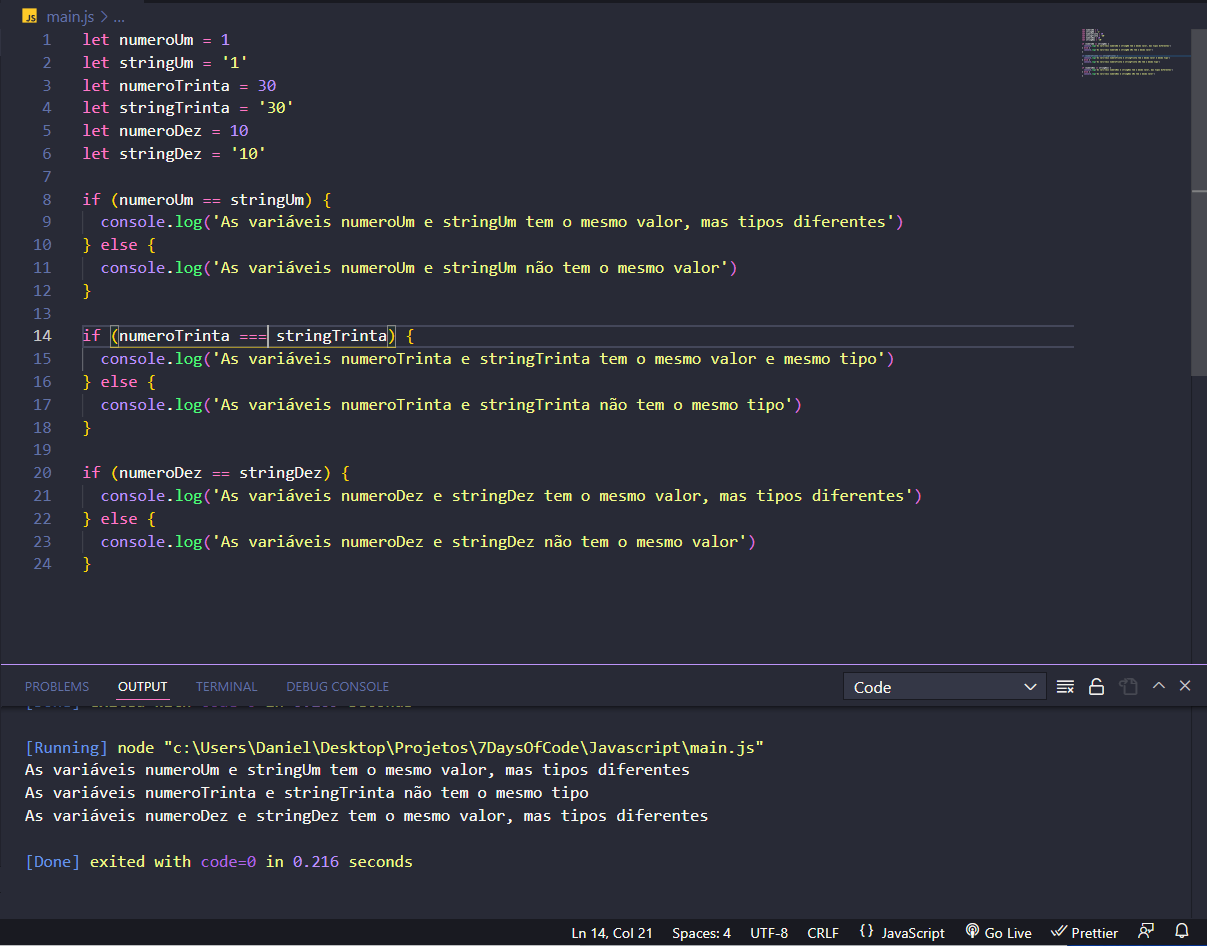 JS main.js > ...
1 let numeroUm = 1
2 let stringUm = '1'
3 let numeroTrinta = 30
4 let stringTrinta = '30'
5 let numeroDez = 10
6 let stringDez = '10'
7
8 if (numeroUm == stringUm) {
9 console.log('As variáveis numeroUm e stringUm tem o mesmo valor, mas tipos diferentes')
10 } else {
11 console.log('As variáveis numeroUm e stringUm não tem o mesmo valor')
12 }
13
14 if (numeroTrinta === stringTrinta) {
15 console.log('As variáveis numeroTrinta e stringTrinta tem o mesmo valor e mesmo tipo')
16 } else {
17 console.log('As variáveis numeroTrinta e stringTrinta não tem o mesmo tipo')
18 }
19
20 if (numeroDez == stringDez) {
21 console.log('As variáveis numeroDez e stringDez tem o mesmo valor, mas tipos diferentes')
22 } else {
23 console.log('As variáveis numeroDez e stringDez não tem o mesmo valor')
24 }
PROBLEMS OUTPUT TERMINAL DEBUG CONSOLE Code
[Running] node "c:\Users\Daniel\Desktop\Projetos\7DaysOfCode\Javascript\main.js"
As variáveis numeroUm e stringUm tem o mesmo valor, mas tipos diferentes
As variáveis numeroTrinta e stringTrinta não tem o mesmo tipo
As variáveis numeroDez e stringDez tem o mesmo valor, mas tipos diferentes
[Done] exited with code=0 in 0.216 seconds
Ln 14, Col 21 Spaces: 4 UTF-8 CRLF {} JavaScript Go Live Prettier